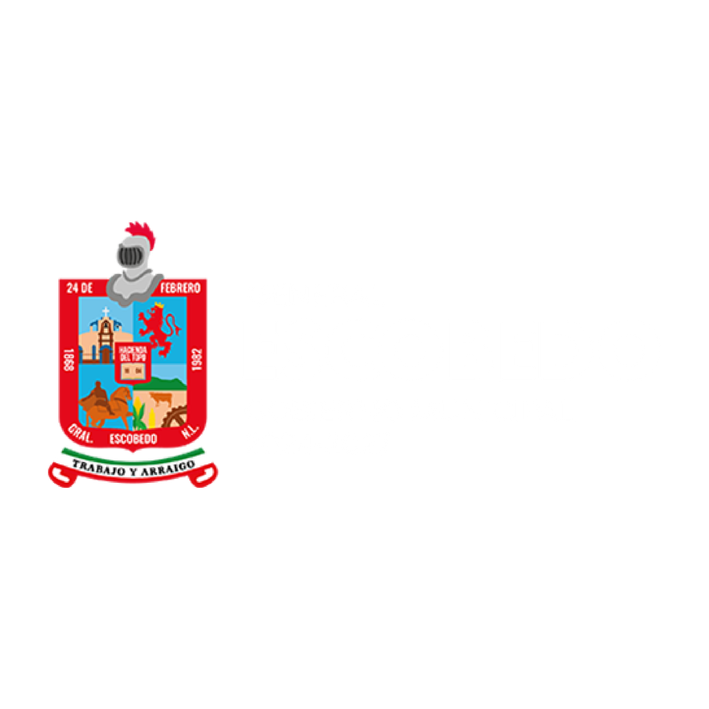 24 DE FEBRERO
1868
1982
HACIENDA
DEL TOPO
GRAL. ESCOBEDO N.L.
TRABAJO Y ARRAIGO